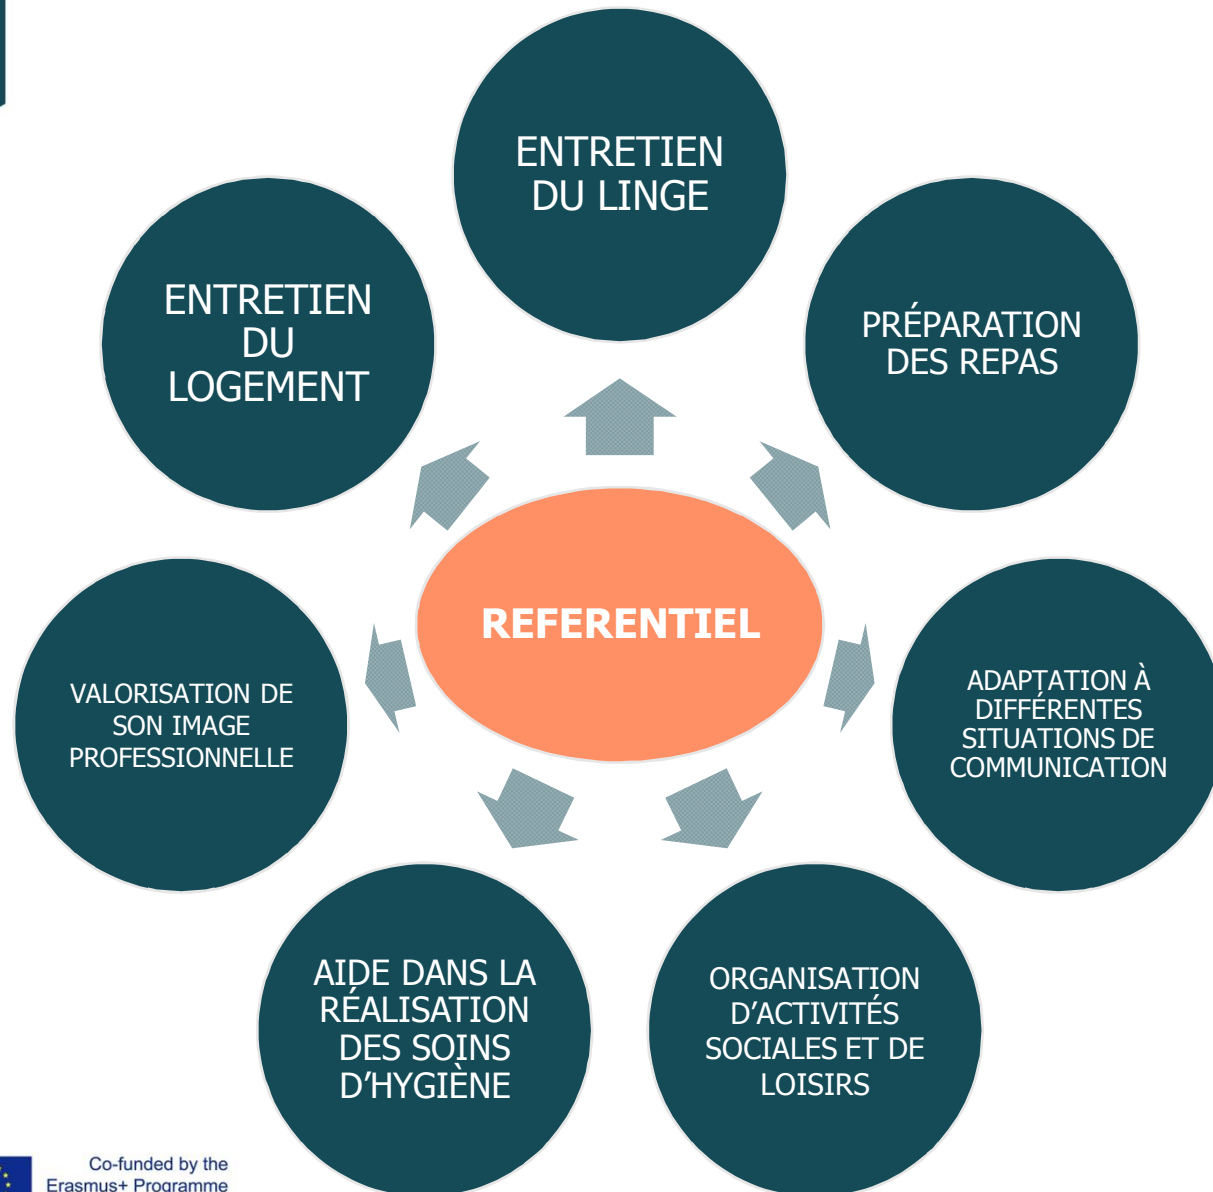 ENTRETIEN
DU LINGE
ENTRETIEN
DU
LOGEMENT
PRÉPARATION
DES REPAS
REFERENTIEL
VALORISATION DE
SON IMAGE
PROFESSIONNELLE
ADAPTATION À
DIFFÉRENTES
SITUATIONS DE
COMMUNICATION
AIDE DANS LA
RÉALISATION
DES SOINS
D’HYGIÈNE
ORGANISATION
D’ACTIVITÉS
SOCIALES ET DE
LOISIRS
Co-funded by the
Erasmus+ Programme